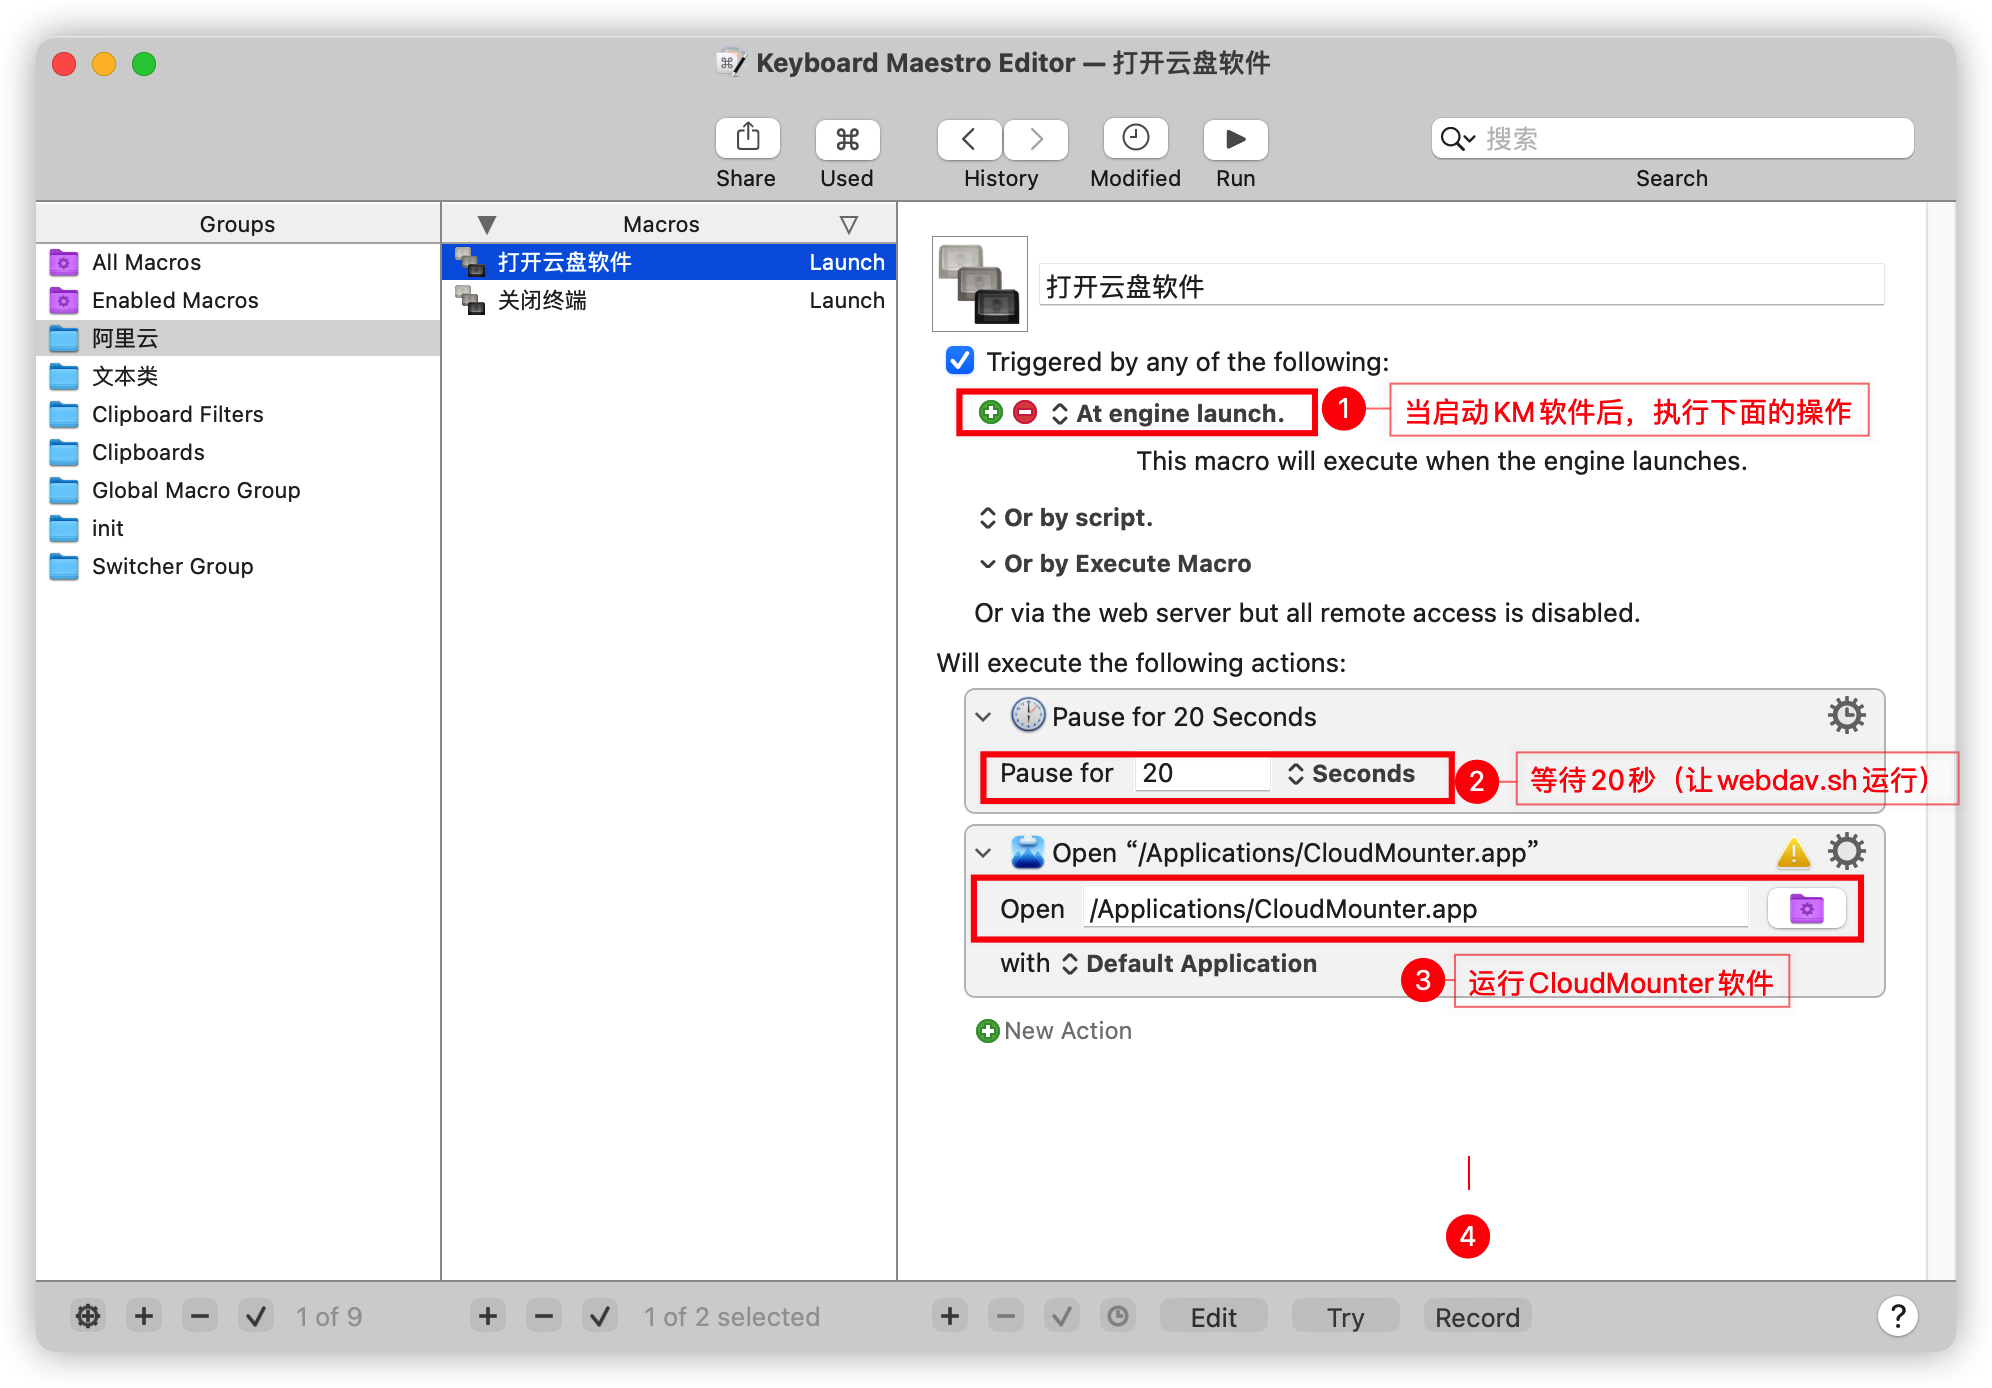 Keyboard Maestro Editor — 打开云盘软件
搜索
Share
Used
History
Modified
Run
Search
Groups
All Macros
Enabled Macros
阿里云
文本类
Clipboard Filters
Clipboards
Global Macro Group
init
Switcher Group
Macros
打开云盘软件 Launch
关闭终端 Launch
打开云盘软件
Triggered by any of the following:
At engine launch.
1 当启动KM软件后，执行下面的操作
This macro will execute when the engine launches.
Or by script.
Or by Execute Macro
Or via the web server but all remote access is disabled.
Will execute the following actions:
Pause for 20 Seconds
Pause for 20 Seconds
2 等待20秒（让webdav.sh运行）
Open “/Applications/CloudMounter.app”
Open /Applications/CloudMounter.app
with Default Application
3 运行CloudMounter软件
New Action
4
1 of 9
1 of 2 selected
Edit
Try
Record
?